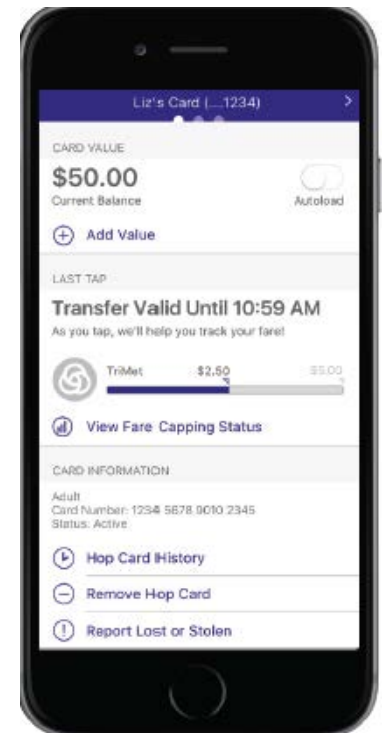 Liz's Card (....1234)
CARD VALUE
$50.00
Current Balance
Autoload
Add Value
LAST TAP
Transfer Valid Until 10:59 AM
As you tap, we'll help you track your fare!
TriMet $2.50 $5.00
View Fare Capping Status
CARD INFORMATION
Adult
Card Number: 1234 5678 9010 2345
Status: Active
Hop Card History
Remove Hop Card
Report Lost or Stolen